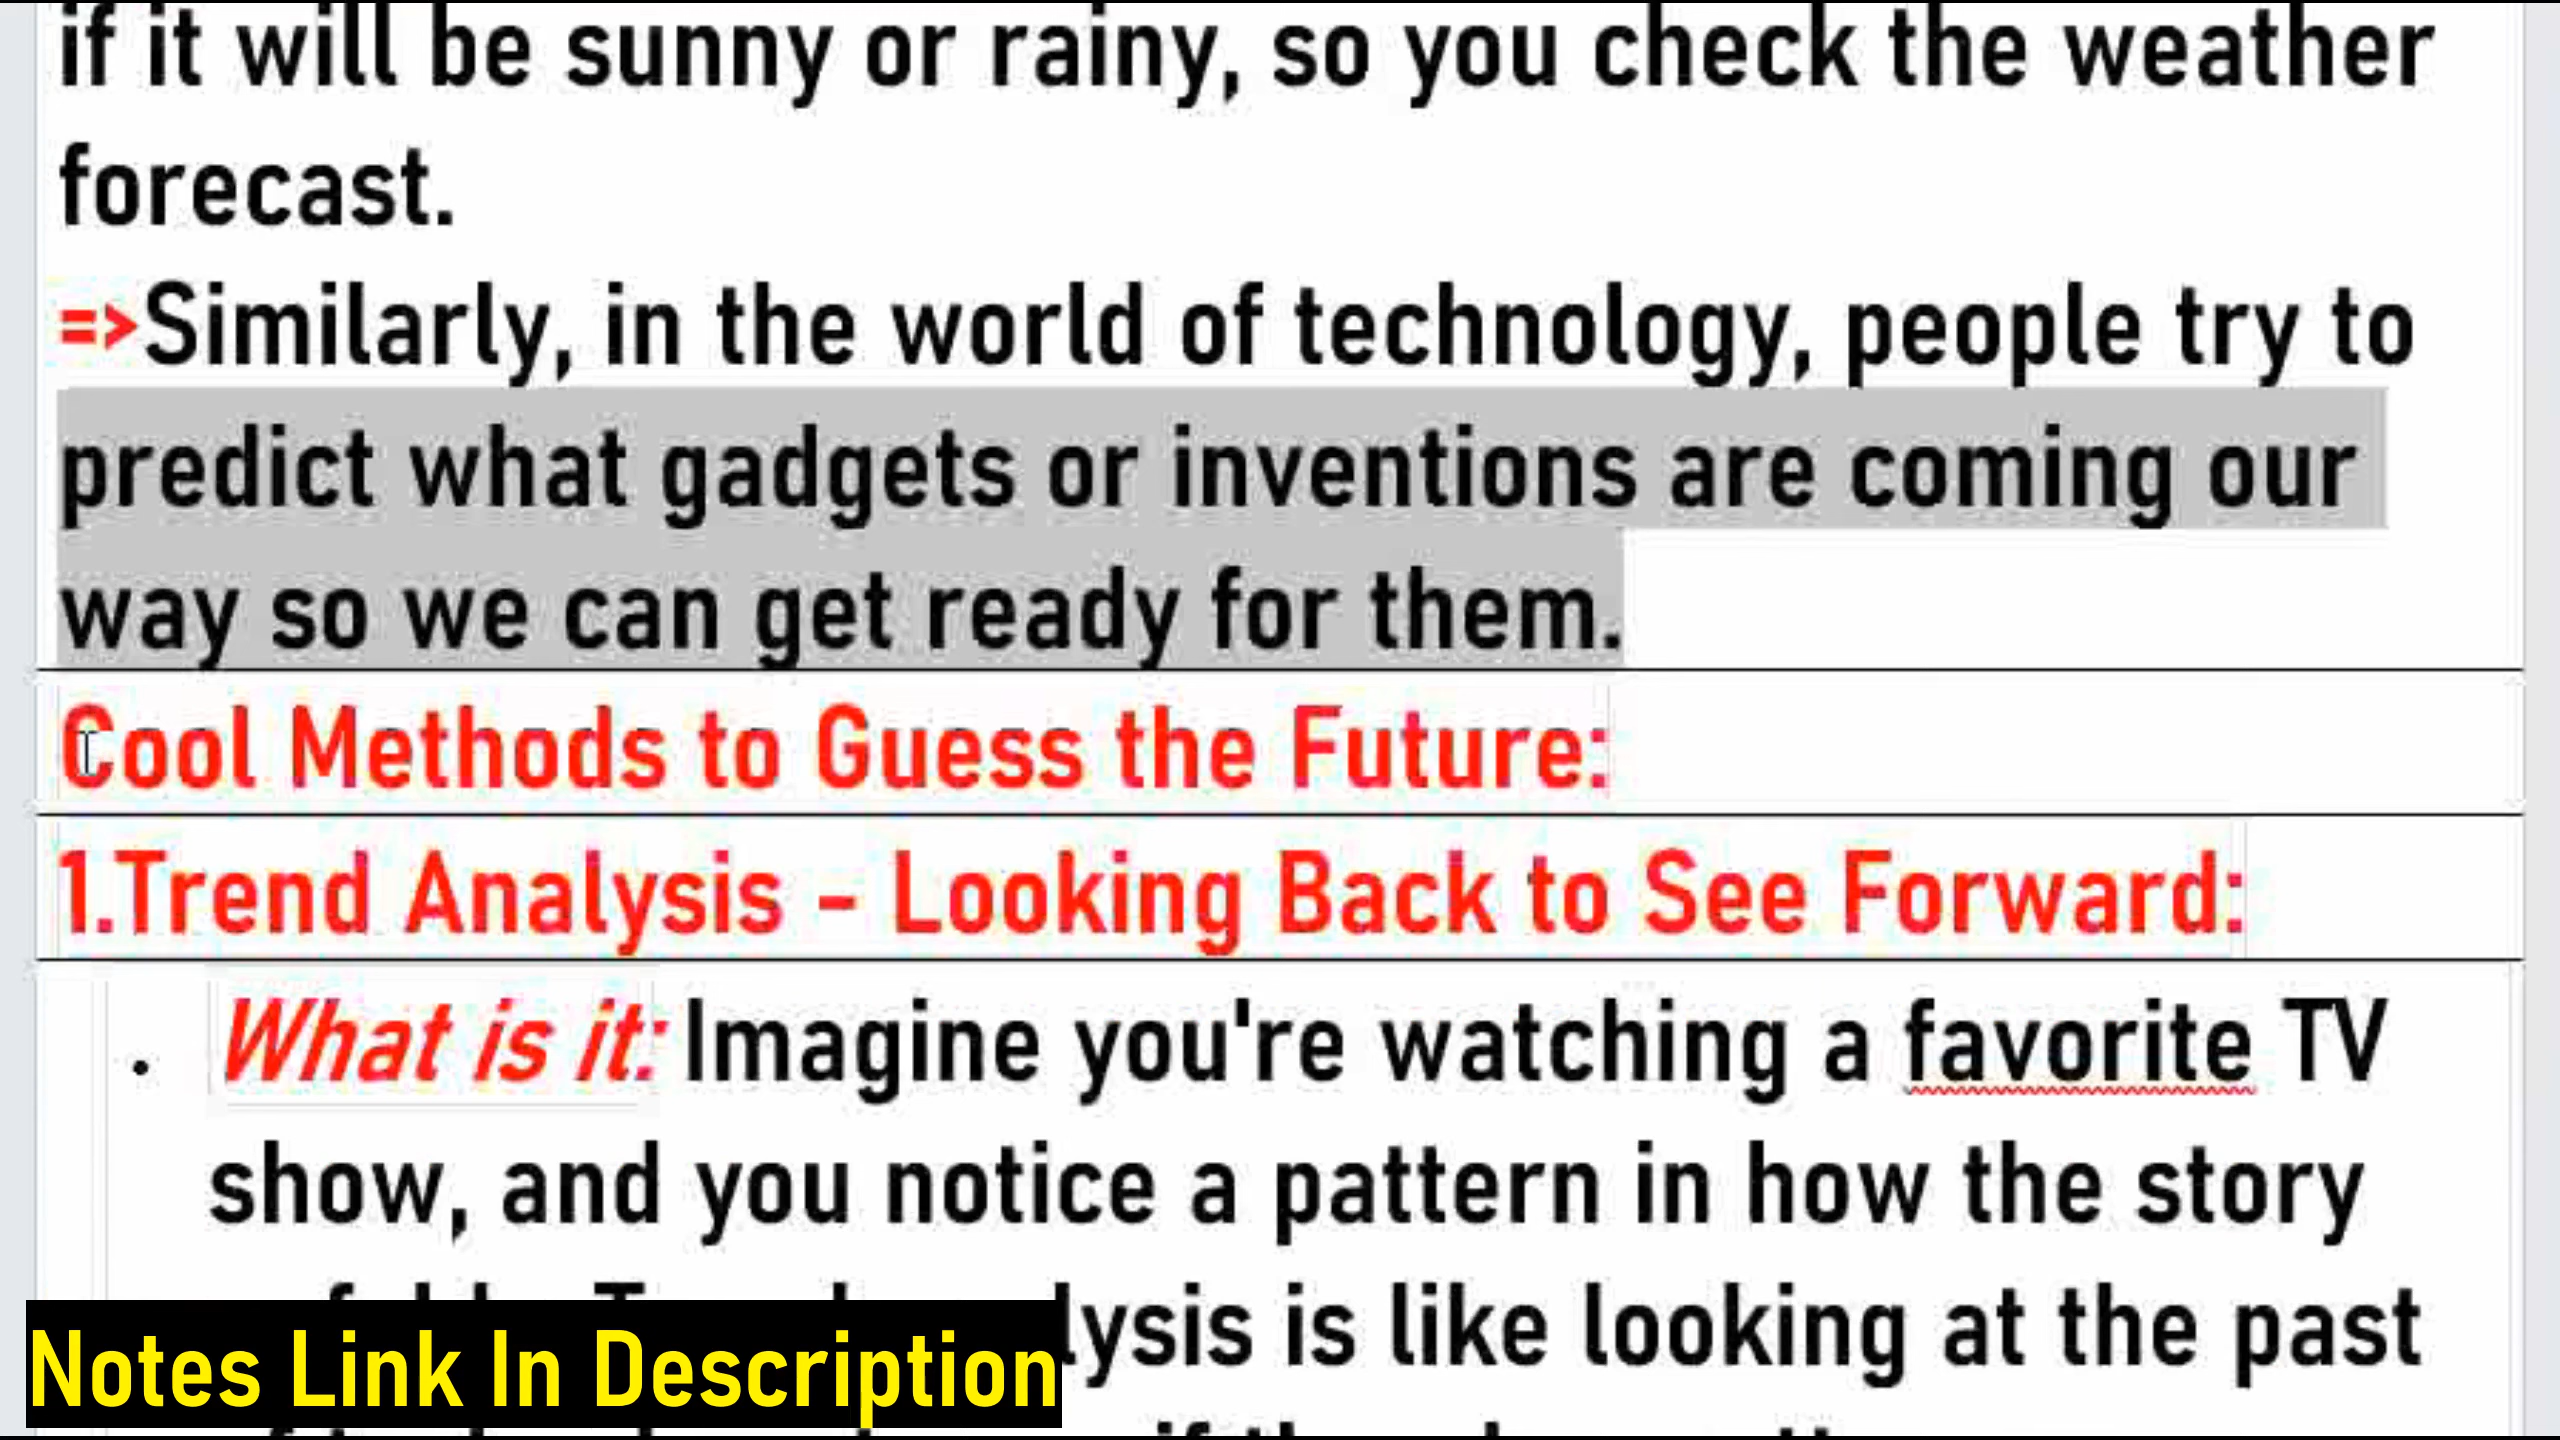 if it will be sunny or rainy, so you check the weather
forecast.
=>Similarly, in the world of technology, people try to
predict what gadgets or inventions are coming our
way so we can get ready for them.
Cool Methods to Guess the Future:
1.Trend Analysis - Looking Back to See Forward:
• What is it: Imagine you're watching a favorite TV
show, and you notice a pattern in how the story
is like looking at the past
Notes Link In Description